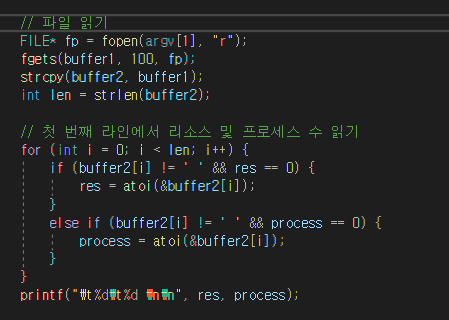 // 파일 읽기
FILE* fp = fopen(argv[1], "r");
fgets(buffer1, 100, fp);
strcpy(buffer2, buffer1);
int len = strlen(buffer2);
// 첫 번째 라인에서 리소스 및 프로세스 수 읽기
for (int i = 0; i < len; i++) {
if (buffer2[i] != ' ' && res == 0) {
res = atoi(&buffer2[i]);
}
else if (buffer2[i] != ' ' && process == 0) {
process = atoi(&buffer2[i]);
}
}
printf("₩t%d₩t%d ₩n₩n", res, process);